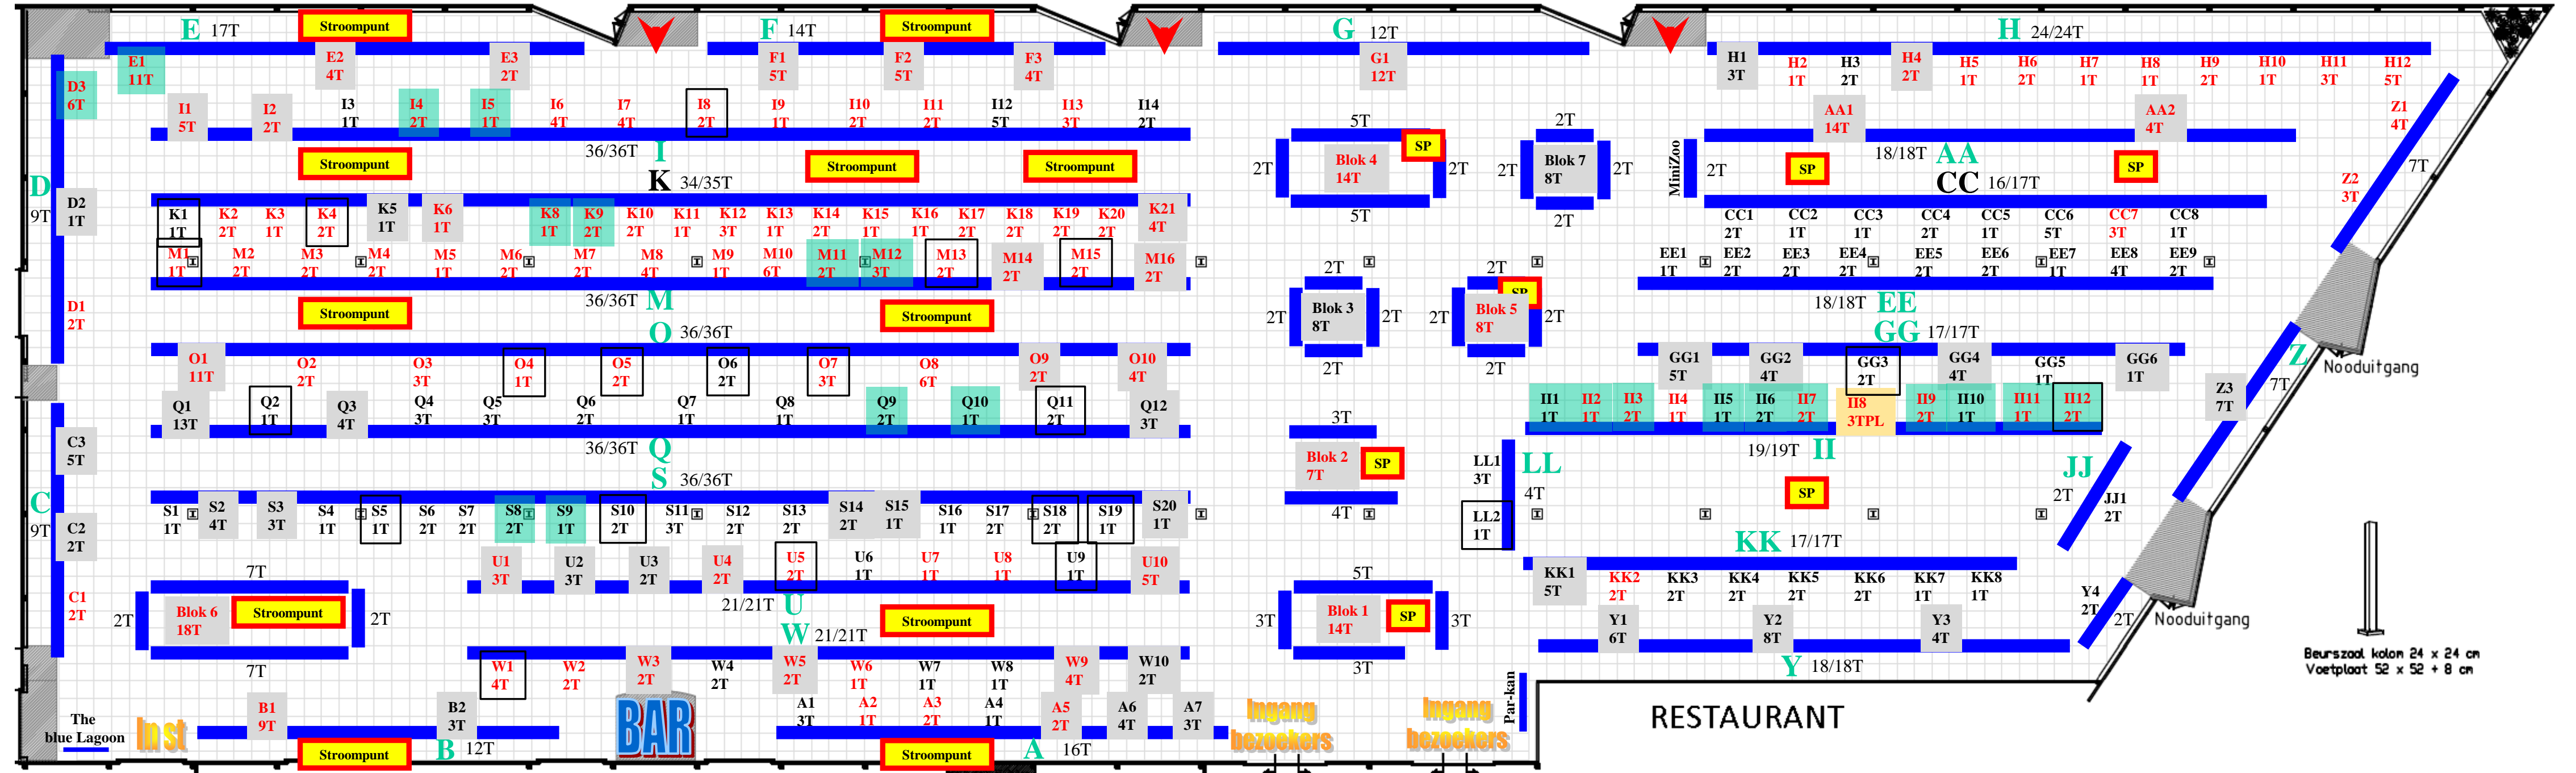 E 17T
Stroompunt
F 14T
Stroompunt
G 12T
H 24/24T
E1 11T
E2 4T
E3 2T
F1 5T
F2 5T
F3 4T
G1 12T
H1 3T
H2 1T
H3 2T
H4 2T
H5 1T
H6 2T
H7 1T
H8 1T
H9 2T
H10 1T
H11 3T
H12 5T
D3 6T
I1 5T
I2 2T
I3 1T
I4 2T
I5 1T
I6 4T
I7 4T
I8 2T
I9 1T
I10 2T
I11 2T
I12 5T
I13 3T
I14 2T
AA1 14T
AA2 4T
Z1 4T
36/36T I
Stroompunt
Stroompunt
Stroompunt
5T
2T
Blok 4 14T
SP
2T
5T
2T
2T
Blok 7 8T
2T
2T
MiniZoo
2T
18/18T AA
SP
SP
7T
K 34/35T
CC 16/17T
Z2 3T
D 9T
D2 1T
K1 1T
K2 2T
K3 1T
K4 2T
K5 1T
K6 1T
K8 1T
K9 2T
K10 2T
K11 1T
K12 3T
K13 1T
K14 2T
K15 1T
K16 1T
K17 2T
K18 2T
K19 2T
K20 2T
K21 4T
CC1 2T
CC2 1T
CC3 1T
CC4 2T
CC5 1T
CC6 5T
CC7 3T
CC8 1T
M1 1T
M2 2T
M3 2T
M4 2T
M5 1T
M6 2T
M7 2T
M8 4T
M9 1T
M10 6T
M11 2T
M12 3T
M13 2T
M14 2T
M15 2T
M16 2T
EE1 1T
EE2 2T
EE3 2T
EE4 2T
EE5 2T
EE6 2T
EE7 1T
EE8 4T
EE9 2T
36/36T M
18/18T EE
D1 2T
Stroompunt
Stroompunt
2T
2T
Blok 3 8T
2T
2T
2T
2T
Blok 5 8T
SP
2T
2T
O 36/36T
GG 17/17T
O1 11T
O2 2T
O3 3T
O4 1T
O5 2T
O6 2T
O7 3T
O8 6T
O9 2T
O10 4T
GG1 5T
GG2 4T
GG3 2T
GG4 4T
GG5 1T
GG6 1T
Z
7T
Nooduitgang
Z3 7T
Q1 13T
Q2 1T
Q3 4T
Q4 3T
Q5 3T
Q6 2T
Q7 1T
Q8 1T
Q9 2T
Q10 1T
Q11 2T
Q12 3T
II1 1T
II2 1T
II3 2T
II4 1T
II5 1T
II6 2T
II7 2T
II8 3TPL
II9 2T
II10 1T
II11 1T
II12 2T
36/36T Q
19/19T II
C 9T
C3 5T
C2 2T
C1 2T
3T
Blok 2 7T
SP
4T
LL1 3T
LL
4T
LL2 1T
SP
JJ
2T
JJ1 2T
S 36/36T
S1 1T
S2 4T
S3 3T
S4 1T
S5 1T
S6 2T
S7 2T
S8 2T
S9 1T
S10 2T
S11 3T
S12 2T
S13 2T
S14 2T
S15 1T
S16 1T
S17 2T
S18 2T
S19 1T
S20 1T
KK 17/17T
U1 3T
U2 3T
U3 2T
U4 2T
U5 2T
U6 1T
U7 1T
U8 1T
U9 1T
U10 5T
KK1 5T
KK2 2T
KK3 2T
KK4 2T
KK5 2T
KK6 2T
KK7 1T
KK8 1T
Y4 2T
2T
Nooduitgang
21/21T U
7T
2T
Blok 6 18T
Stroompunt
2T
7T
Stroompunt
5T
3T
Blok 1 14T
SP
3T
3T
Y1 6T
Y2 8T
Y3 4T
Y 18/18T
W 21/21T
W1 4T
W2 2T
W3 2T
W4 2T
W5 2T
W6 1T
W7 1T
W8 1T
W9 4T
W10 2T
Beurszaal kolom 24 x 24 cm
Voetplaat 52 x 52 + 8 cm
B1 9T
B2 3T
BAR
A1 3T
A2 1T
A3 2T
A4 1T
A5 2T
A6 4T
A7 3T
Ingang
bezoekers
Ingang
bezoekers
Par-kan
RESTAURANT
The
blue Lagoon
In st
Stroompunt
B 12T
Stroompunt
A 16T